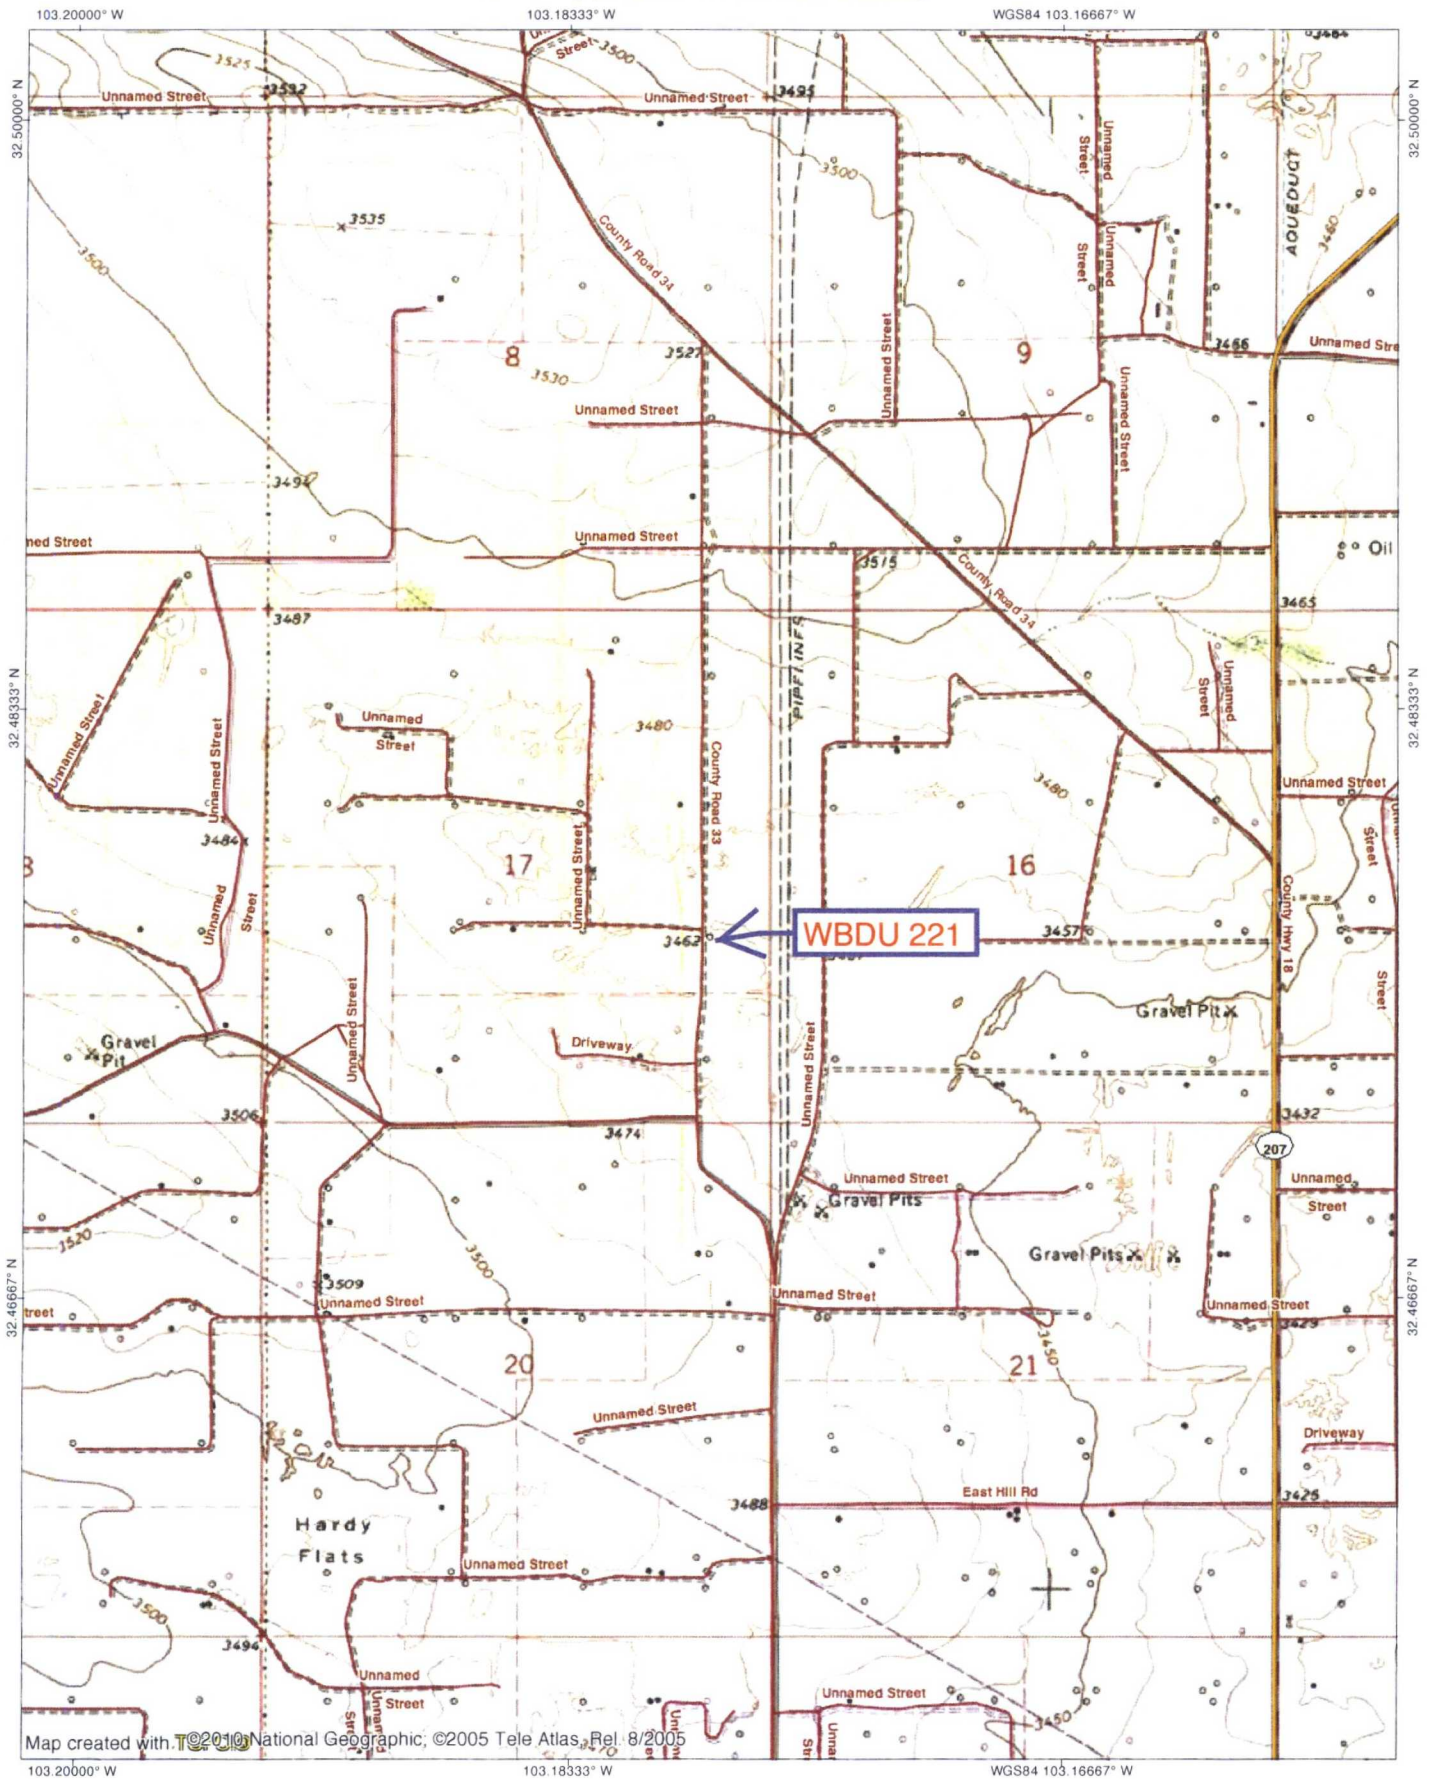 103.20000° W 103.18333° W WGS84 103.16667° W
Street 3500 3464
3525
3532 3495
Unnamed Street Unnamed Street
32.50000° N 32.50000° N
Unnamed Street
AQUEDUCT
3500
3535 3480
County Road 34
Unnamed Street
3500
Unnamed Street
3527 8 9 3466 Unnamed Stre
3530
Unnamed Street
Unnamed Street
3494
ned Street Unnamed Street
Oil
3515
County Road 34
3487 3465
PIPELINES
Unnamed Street
32.48333° N 32.48333° N
Unnamed Street
Unnamed
Street
3480
County Road 33
Unnamed Street
3480
Unnamed Street
Street
3484x
Unnamed Street
17 16
Unnamed
Street
County Hwy 18
3462 WBDU 221 3457
Unnamed Street
Gravel Pit
Street
Gravel
Pit
Driveway
Unnamed Street
3506 3474 3432
207
Unnamed Street Unnamed
Gravel Pits Street
1520 3500 Gravel Pits
3509
Unnamed Street Unnamed Street Unnamed Street
32.46667° N 32.46667° N
treet
3429
3450
20 21
Unnamed Street
Driveway
East Hill Rd
3488 3425
Hardy
Flats
Unnamed Street
3500
3494
Unnamed
Street
Unnamed Street
3450
Map created with TOPO!® ©2010 National Geographic; ©2005 Tele Atlas, Rel. 8/2005
103.20000° W 103.18333° W WGS84 103.16667° W